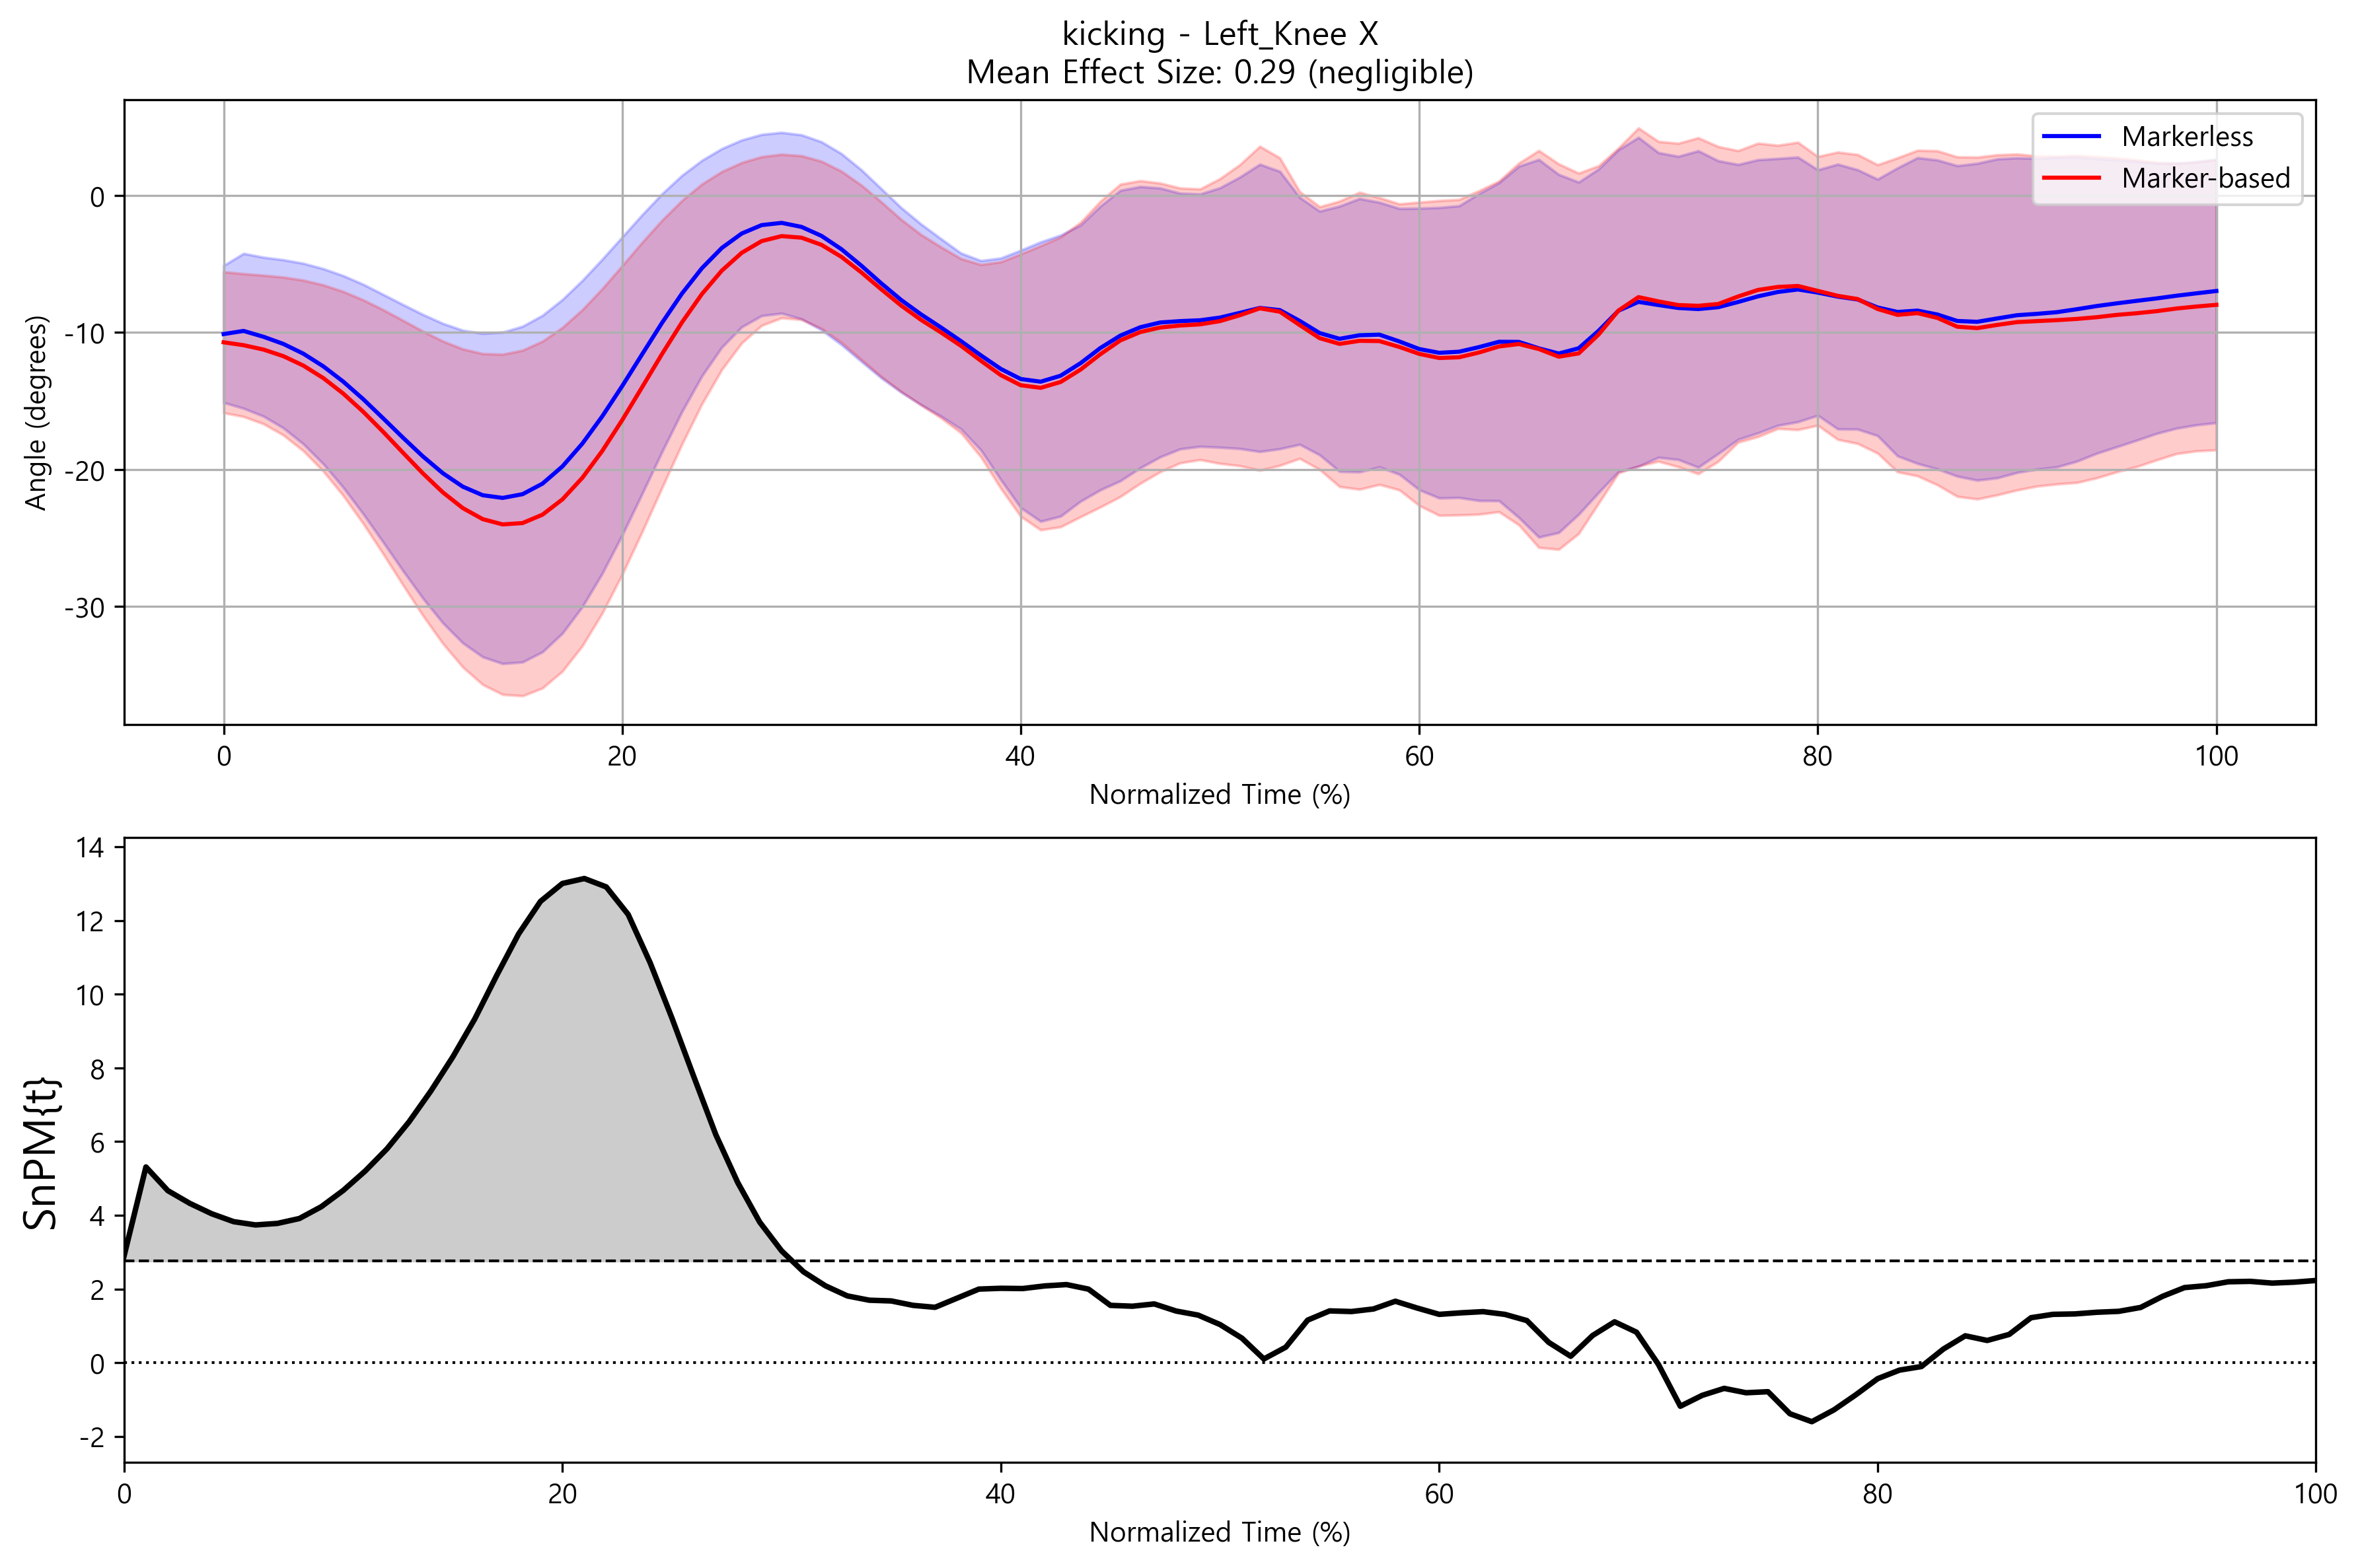 kicking - Left_Knee X
Mean Effect Size: 0.29 (negligible)
Markerless
Marker-based
Angle (degrees)
0
-10
-20
-30
0 20 40 60 80 100
Normalized Time (%)
SnPM{t}
14
12
10
8
6
4
2
0
-2
0 20 40 60 80 100
Normalized Time (%)